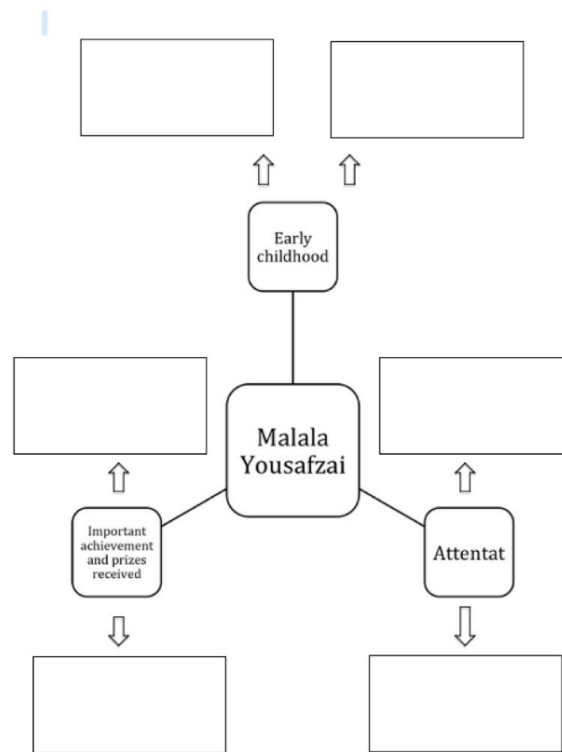 Early
childhood
Malala
Yousafzai
Important
achievement
and prizes
received
Attentat